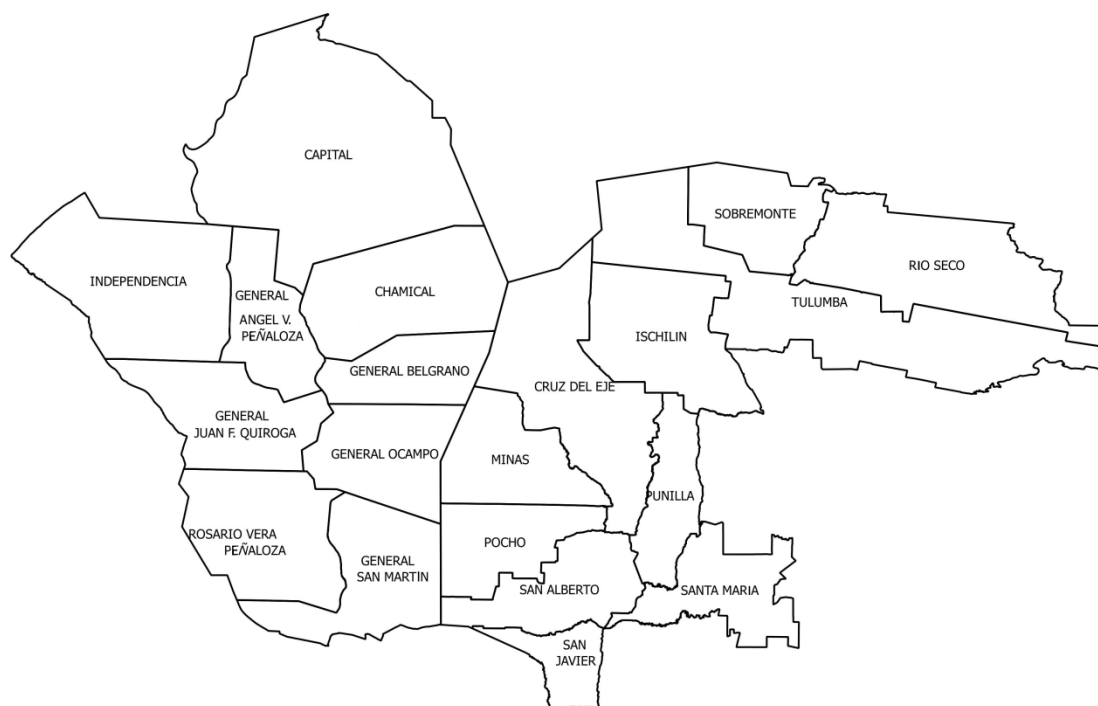 CAPITAL
SOBREMONTE
RIO SECO
INDEPENDENCIA
GENERAL
ANGEL V.
PEÑALOZA
CHAMICAL
TULUMBA
ISCHILIN
GENERAL BELGRANO
CRUZ DEL EJE
GENERAL
JUAN F. QUIROGA
GENERAL OCAMPO
MINAS
PUNILLA
ROSARIO VERA
PEÑALOZA
GENERAL
SAN MARTIN
POCHO
SAN ALBERTO
SANTA MARIA
SAN
JAVIER